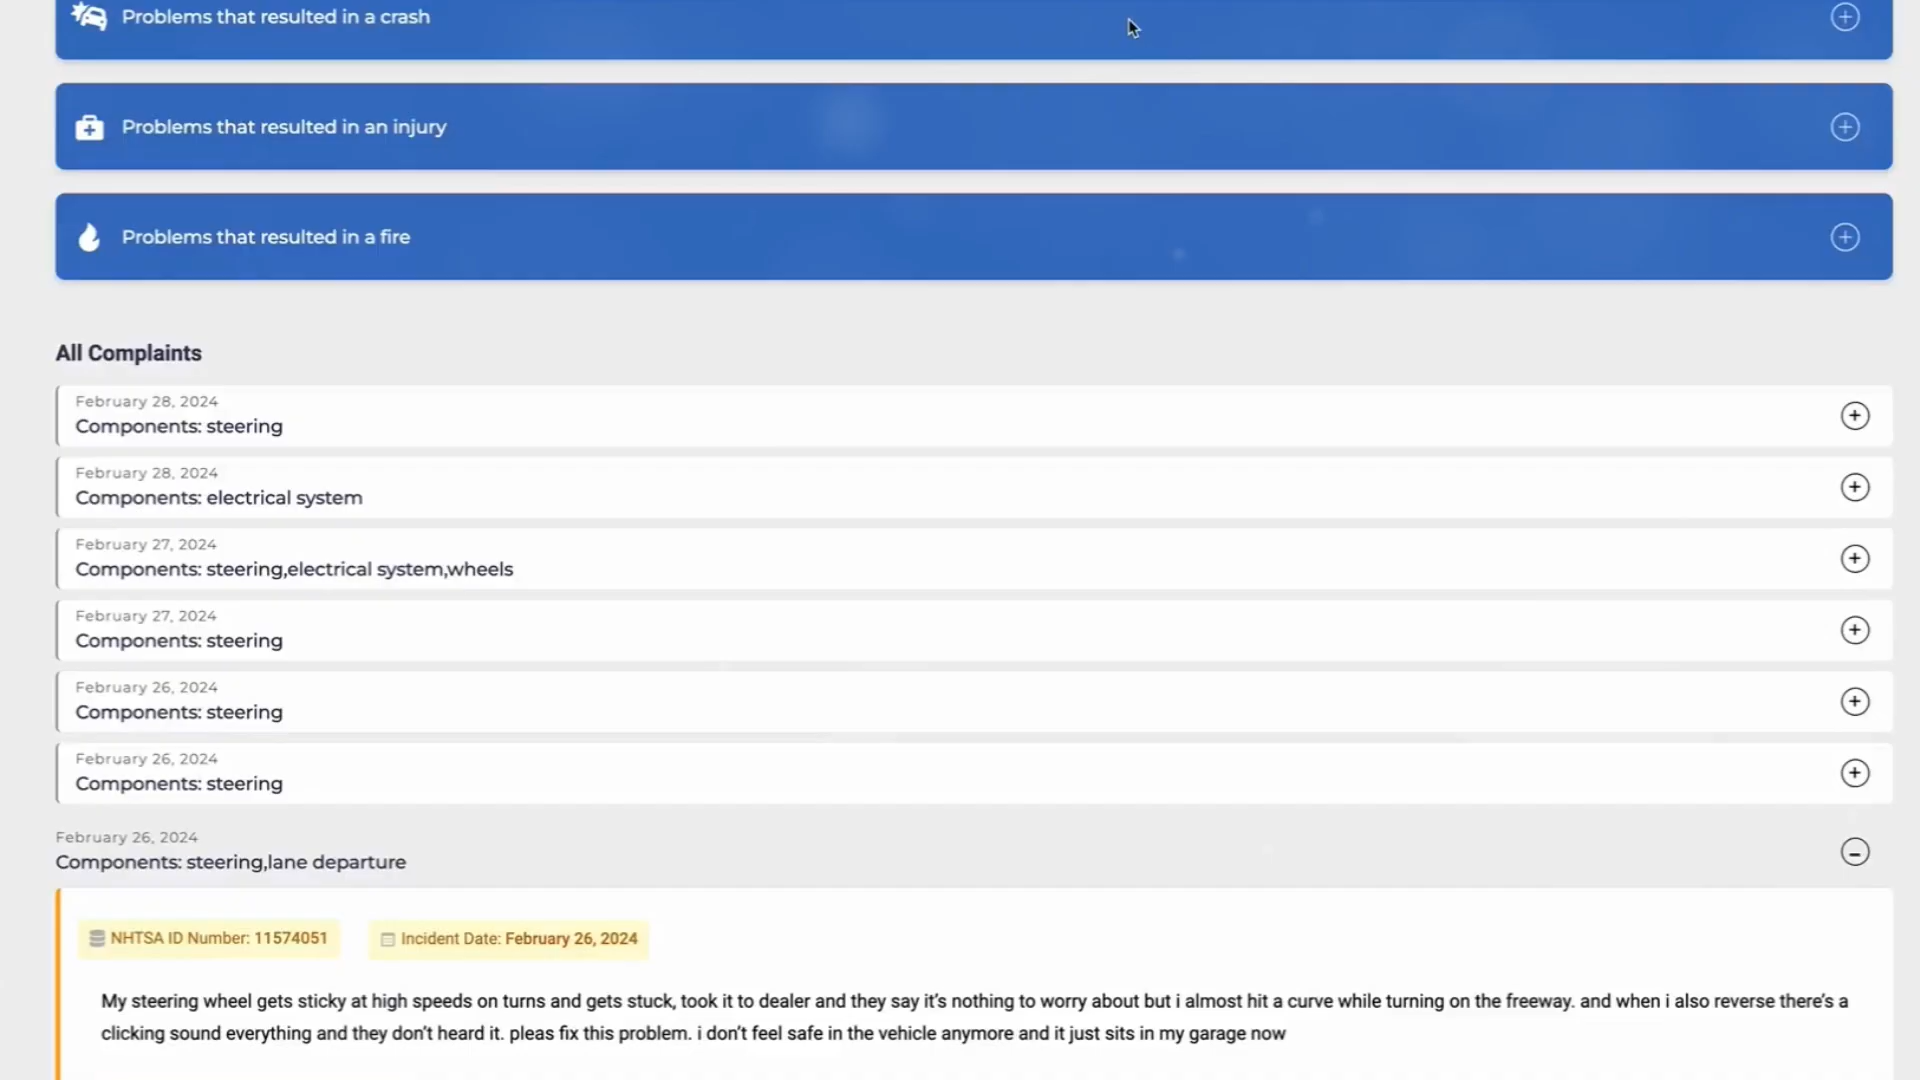 Problems that resulted in a crash
Problems that resulted in an injury
Problems that resulted in a fire
All Complaints
February 28, 2024
Components: steering
February 28, 2024
Components: electrical system
February 27, 2024
Components: steering,electrical system,wheels
February 27, 2024
Components: steering
February 26, 2024
Components: steering
February 26, 2024
Components: steering
February 26, 2024
Components: steering,lane departure
NHTSA ID Number: 11574051 Incident Date: February 26, 2024
My steering wheel gets sticky at high speeds on turns and gets stuck, took it to dealer and they say it’s nothing to worry about but i almost hit a curve while turning on the freeway. and when i also reverse there’s a
clicking sound everything and they don’t heard it. pleas fix this problem. i don’t feel safe in the vehicle anymore and it just sits in my garage now